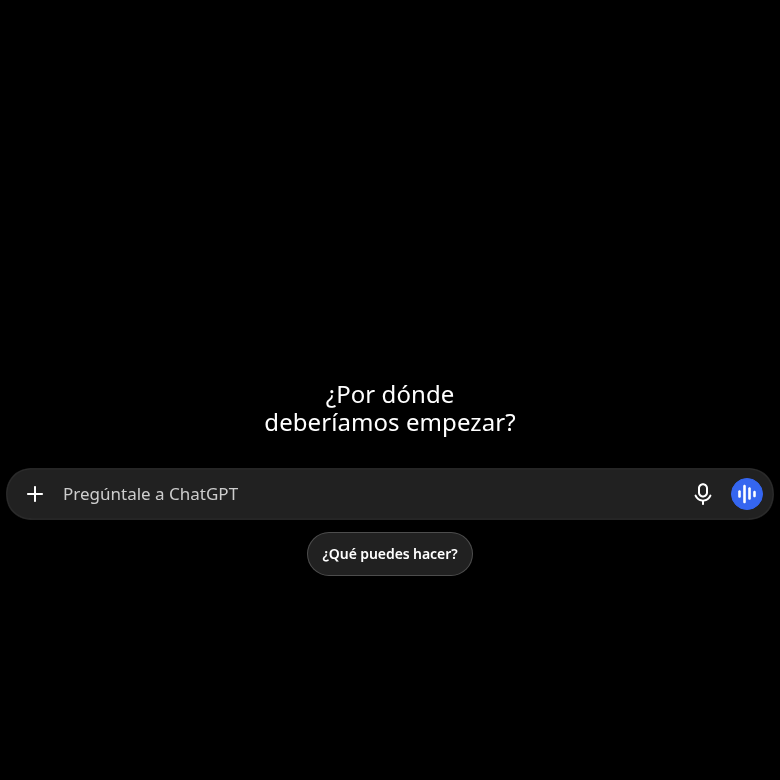 ¿Por dónde
deberíamos empezar?
Pregúntale a ChatGPT
¿Qué puedes hacer?